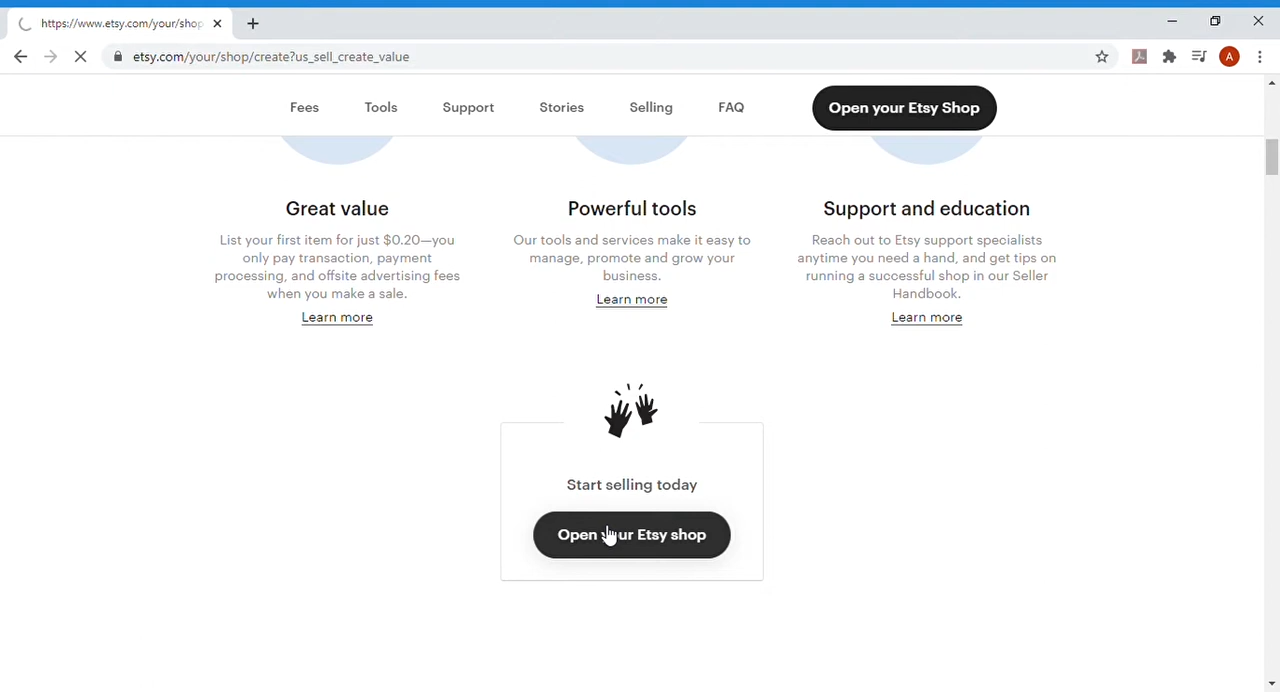 https://www.etsy.com/your/shop
etsy.com/your/shop/create?us_sell_create_value
A
Fees Tools Support Stories Selling FAQ Open your Etsy Shop
Great value
List your first item for just $0.20—you
only pay transaction, payment
processing, and offsite advertising fees
when you make a sale.
Learn more
Powerful tools
Our tools and services make it easy to
manage, promote and grow your
business.
Learn more
Support and education
Reach out to Etsy support specialists
anytime you need a hand, and get tips on
running a successful shop in our Seller
Handbook.
Learn more
Start selling today
Open your Etsy shop